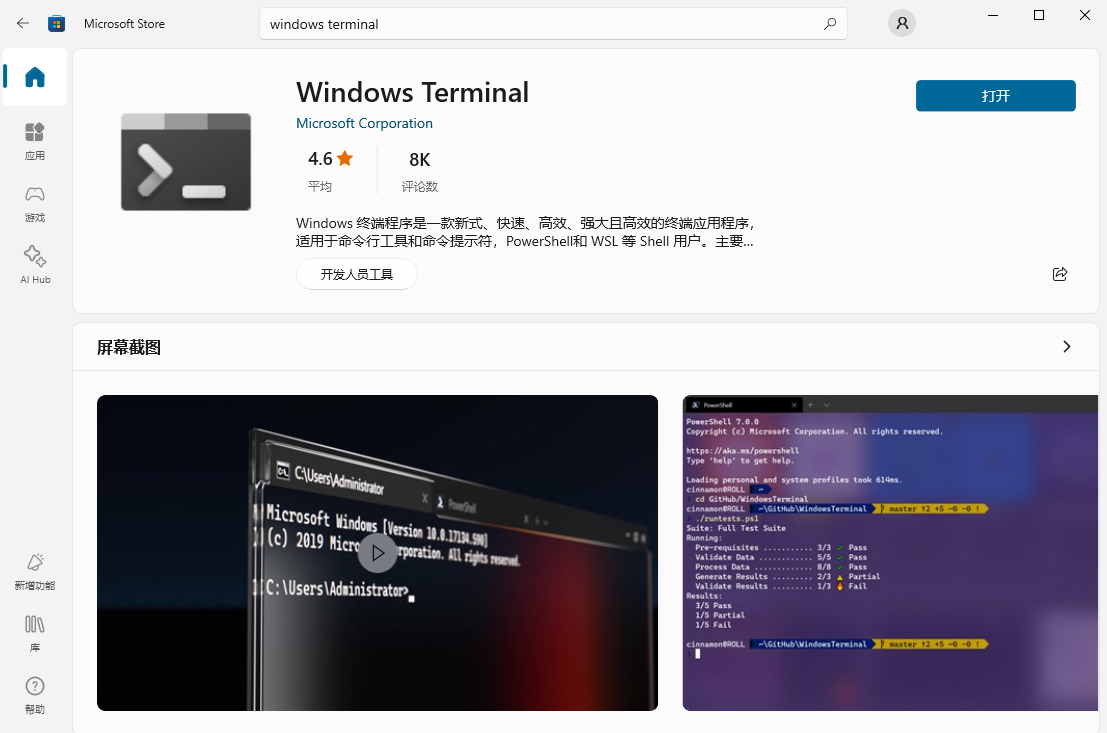 Microsoft Store
windows terminal
应用
游戏
AI Hub
新增功能
库
帮助
Windows Terminal
Microsoft Corporation
打开
4.6
8K
平均
评论数
Windows 终端程序是一款新式、快速、高效、强大且高效的终端应用程序，
适用于命令行工具和命令提示符，PowerShell和 WSL 等 Shell 用户。主要...
开发人员工具
屏幕截图
C:\Users\Administrator X
PowerShell
Microsoft Windows [Version 10.0.17134.590]
(c) 2019 Micro rporation. All rights reserved.
C:\Users\Administrator>
PowerShell
PowerShell 7.0.0
Copyright (c) Microsoft Corporation. All rights reserved.
https://aka.ms/powershell
Type 'help' to get help.
Loading personal and system profiles took 614ms.
cinnamon@ROLL ~
cd GitHub/WindowsTerminal
cinnamon@ROLL ~\GitHub\WindowsTerminal master ↑2 +5 ~0 -0 !
./runtests.ps1
Suite: Full Test Suite
Running:
Pre-requisites ........... 3/3 ✓ Pass
Validate Data ............ 5/5 ✓ Pass
Process Data ............. 8/8 ✓ Pass
Generate Results ......... 2/3 ⚠ Partial
Validate Results ......... 1/3 🔥 Fail
Results:
3/5 Pass
1/5 Partial
1/5 Fail
cinnamon@ROLL ~\GitHub\WindowsTerminal master ↑2 +5 ~0 -0 !